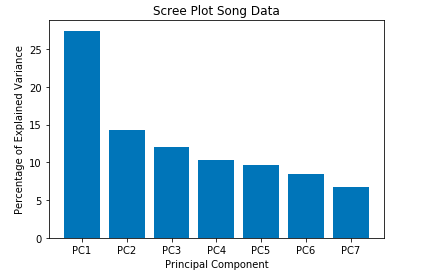 Scree Plot Song Data
Percentage of Explained Variance
25
20
15
10
5
0
PC1 PC2 PC3 PC4 PC5 PC6 PC7
Principal Component